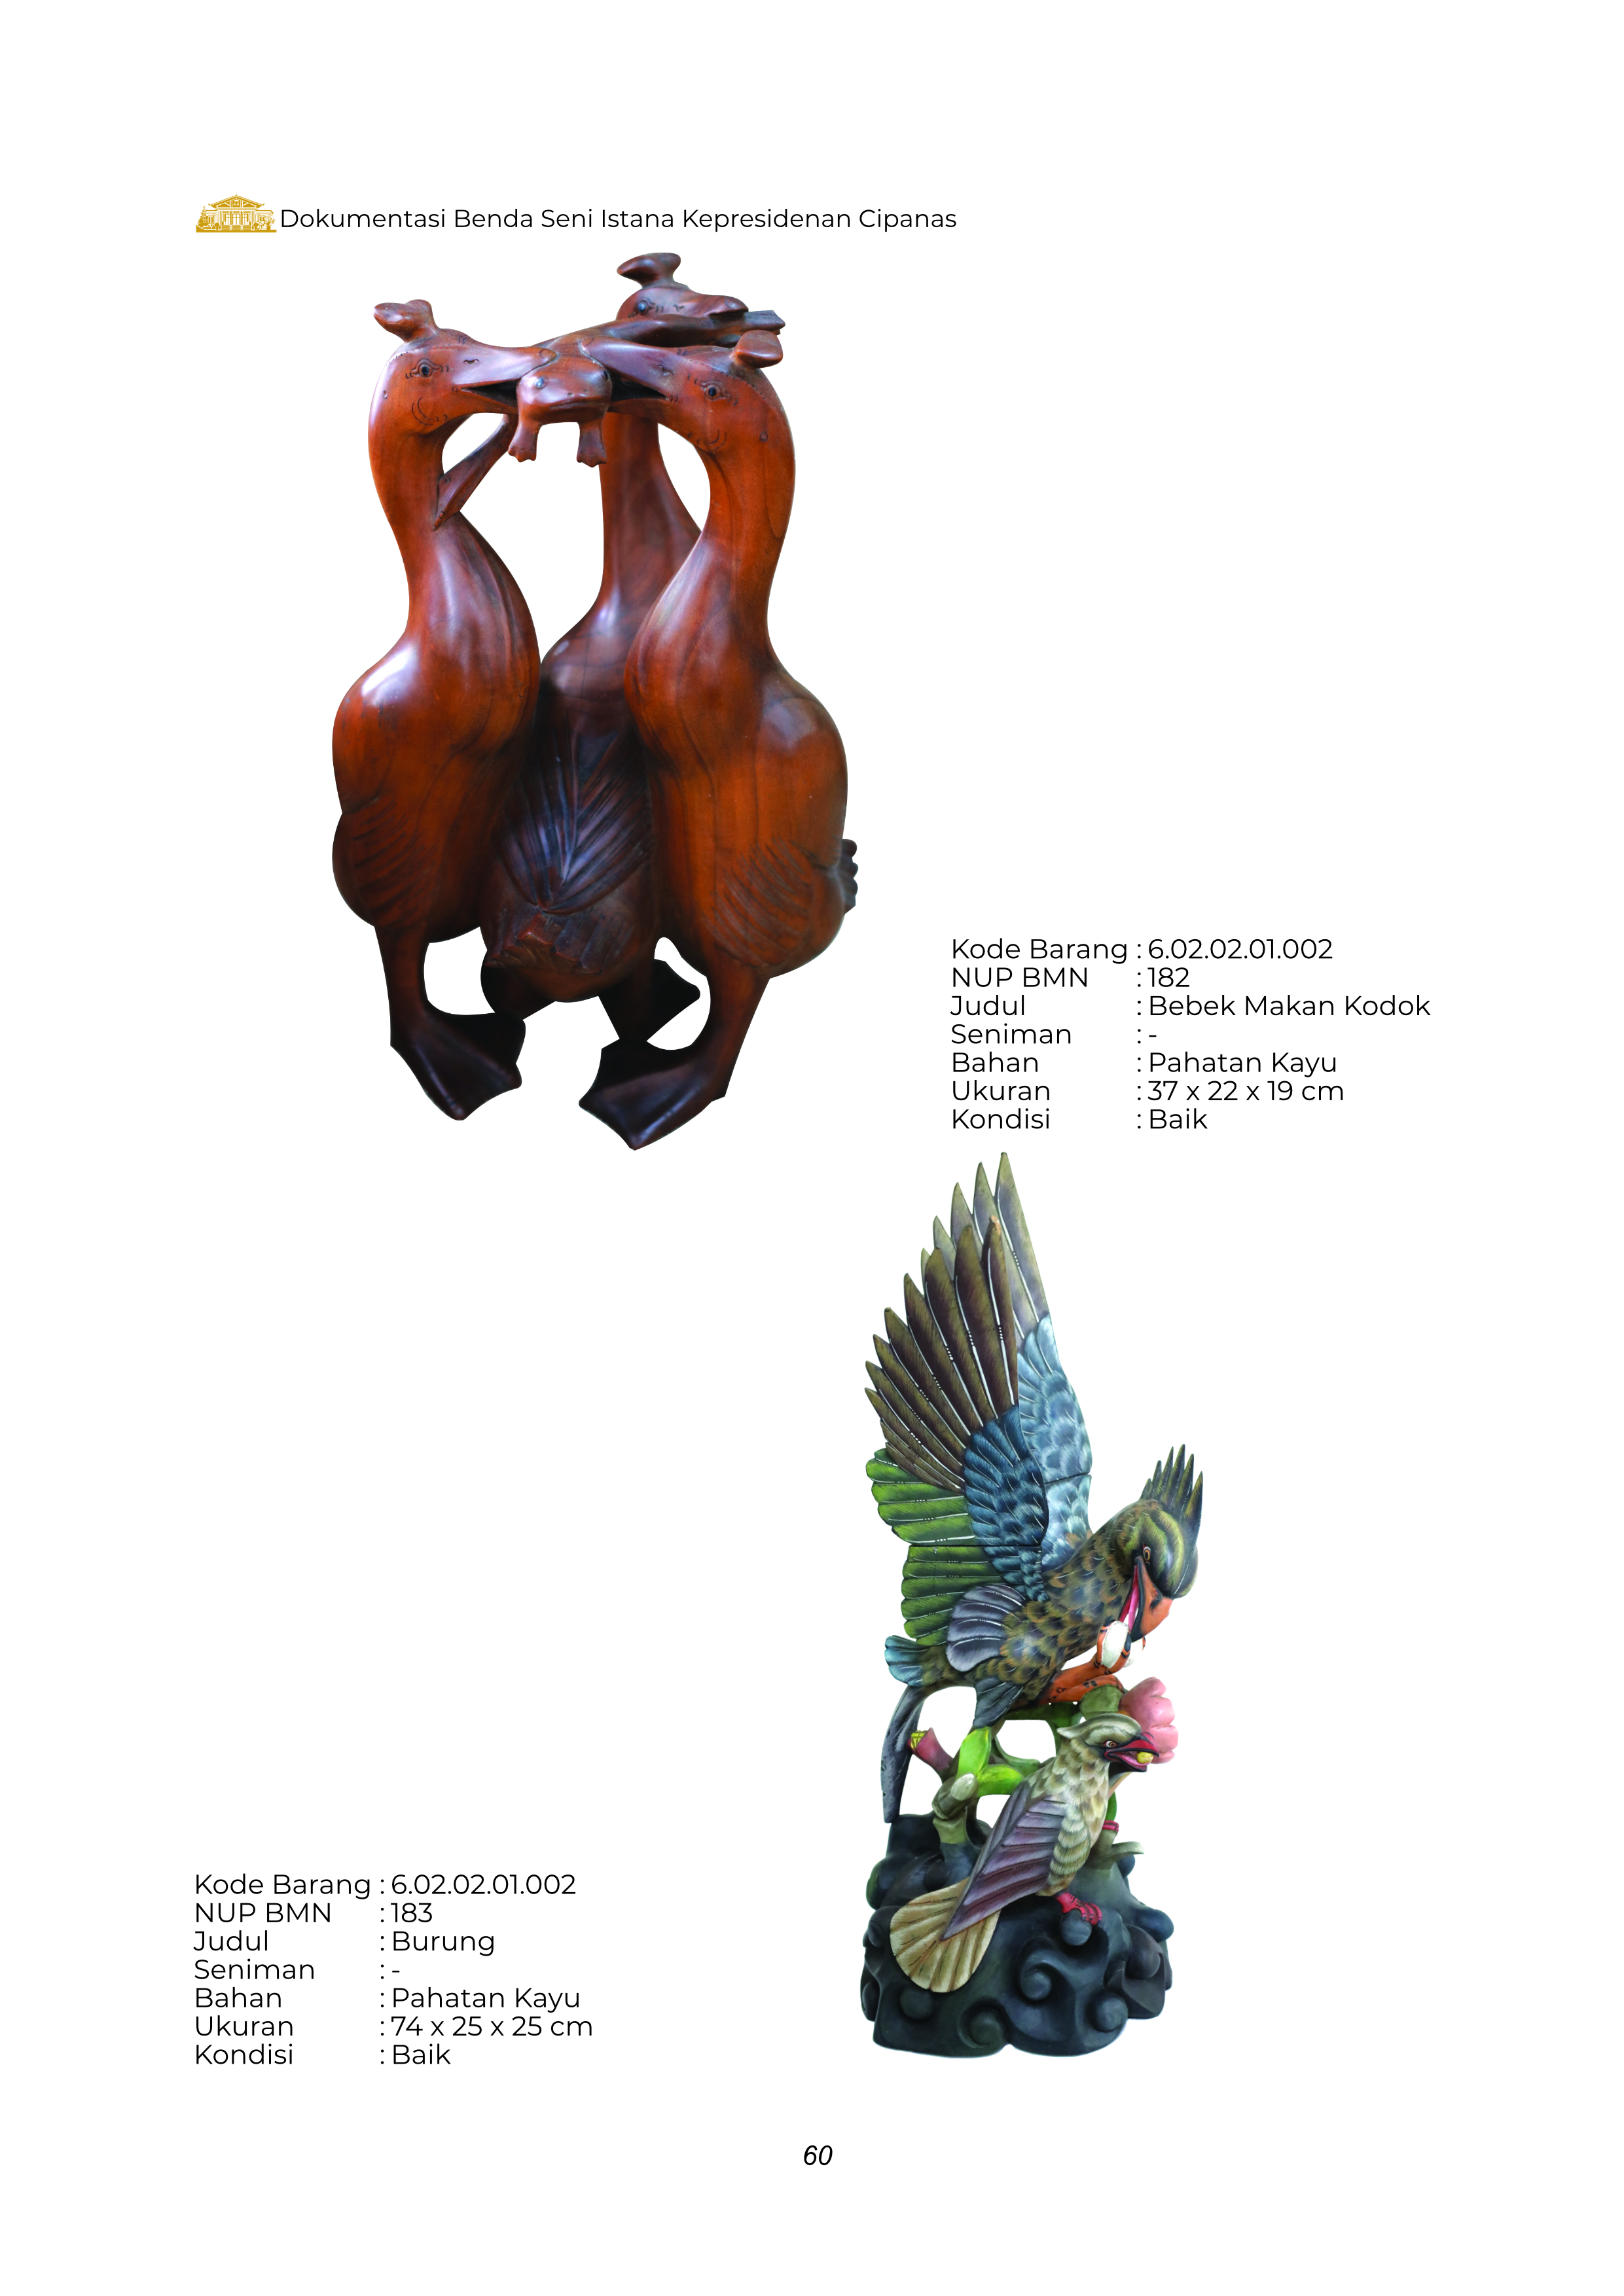 Dokumentasi Benda Seni Istana Kepresidenan Cipanas
Kode Barang : 6.02.02.01.002
NUP BMN : 182
Judul : Bebek Makan Kodok
Seniman : -
Bahan : Pahatan Kayu
Ukuran : 37 x 22 x 19 cm
Kondisi : Baik
Kode Barang : 6.02.02.01.002
NUP BMN : 183
Judul : Burung
Seniman : -
Bahan : Pahatan Kayu
Ukuran : 74 x 25 x 25 cm
Kondisi : Baik
60